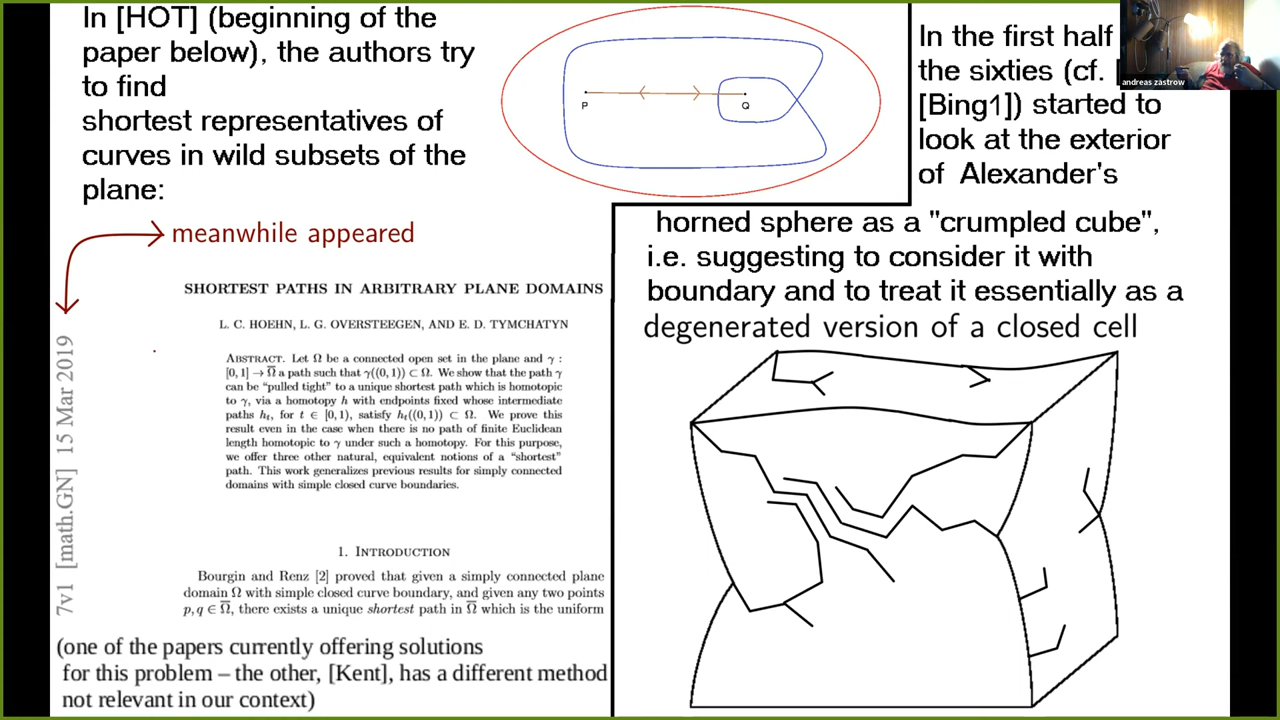 In [HOT] (beginning of the
paper below), the authors try
to find
shortest representatives of
curves in wild subsets of the
plane:
meanwhile appeared
7v1 [math.GN] 15 Mar 2019
SHORTEST PATHS IN ARBITRARY PLANE DOMAINS
L. C. HOEHN, L. G. OVERSTEEGEN, AND E. D. TYMCHATYN
ABSTRACT. Let Ω be a connected open set in the plane and γ :
[0, 1] → Ω̅ a path such that γ((0, 1)) ⊂ Ω. We show that the path γ
can be “pulled tight” to a unique shortest path which is homotopic
to γ, via a homotopy h with endpoints fixed whose intermediate
paths hₜ, for t ∈ [0, 1), satisfy hₜ((0, 1)) ⊂ Ω. We prove this
result even in the case when there is no path of finite Euclidean
length homotopic to γ under such a homotopy. For this purpose,
we offer three other natural, equivalent notions of a “shortest”
path. This work generalizes previous results for simply connected
domains with simple closed curve boundaries.
1. INTRODUCTION
Bourgin and Renz [2] proved that given a simply connected plane
domain Ω with simple closed curve boundary, and given any two points
p, q ∈ Ω̅, there exists a unique shortest path in Ω̅ which is the uniform
(one of the papers currently offering solutions
for this problem – the other, [Kent], has a different method
not relevant in our context)
P
Q
In the first half
the sixties (cf.
[Bing1]) started to
look at the exterior
of Alexander's
horned sphere as a "crumpled cube",
i.e. suggesting to consider it with
boundary and to treat it essentially as a
degenerated version of a closed cell
andreas zastrow